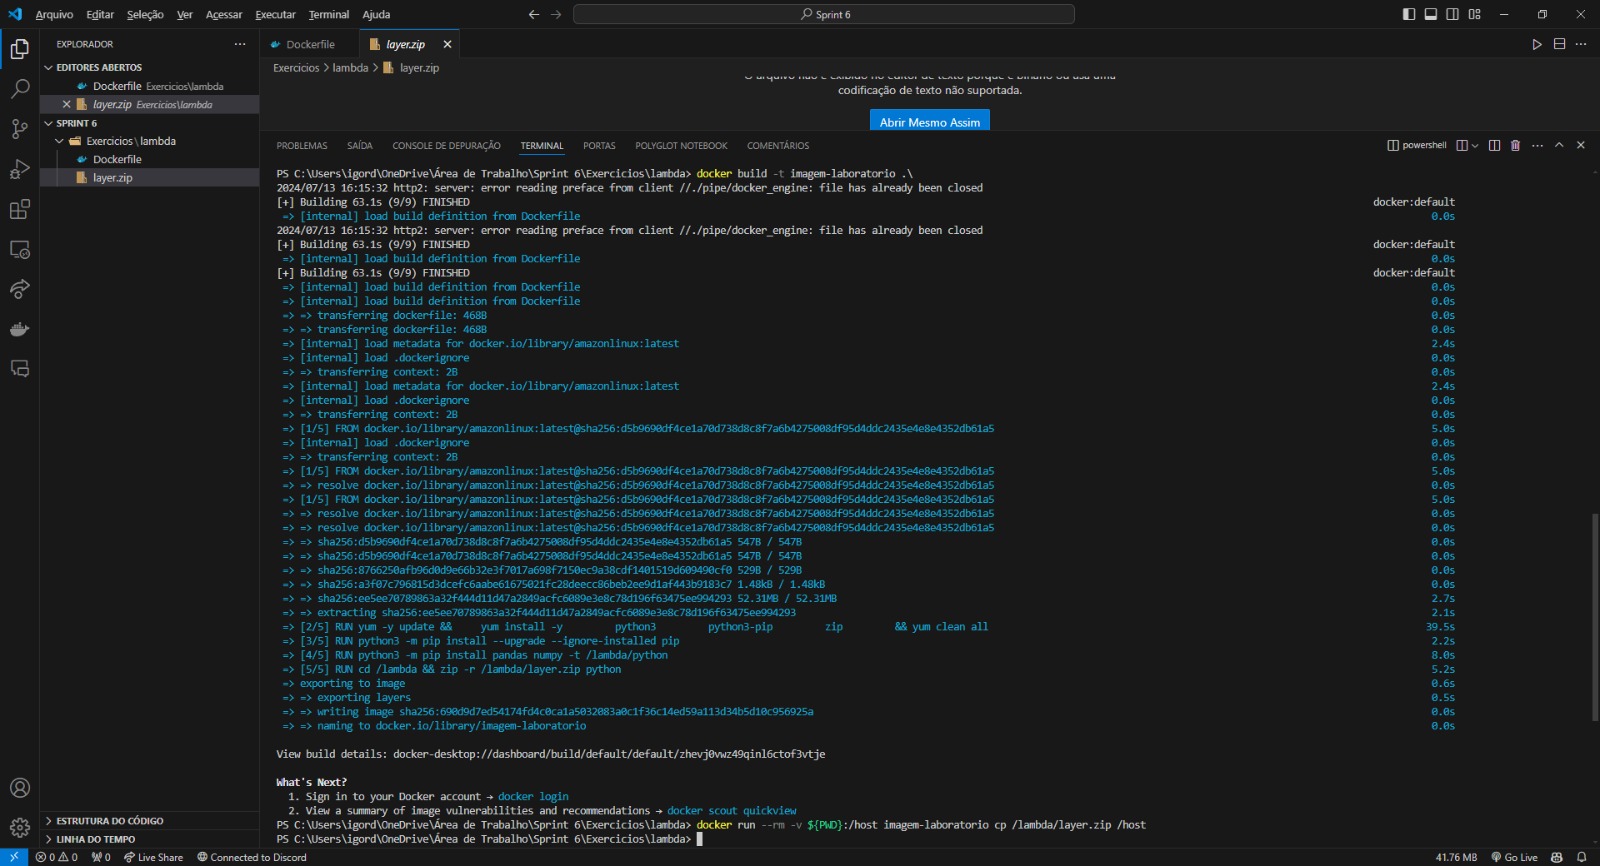 Arquivo Editar Seleção Ver Acessar Executar Terminal Ajuda
Sprint 6
EXPLORADOR
EDITORES ABERTOS
Dockerfile Exercicios\lambda
layer.zip Exercicios\lambda
SPRINT 6
Exercicios\lambda
Dockerfile
layer.zip
ESTRUTURA DO CÓDIGO
LINHA DO TEMPO
Dockerfile layer.zip
Exercicios > lambda > layer.zip
O arquivo não é exibido no editor de texto porque é binário ou usa uma
codificação de texto não suportada.
Abrir Mesmo Assim
PROBLEMAS SAÍDA CONSOLE DE DEPURAÇÃO TERMINAL PORTAS POLYGLOT NOTEBOOK COMENTÁRIOS
powershell
PS C:\Users\igord\OneDrive\Área de Trabalho\Sprint 6\Exercicios\lambda> docker build -t imagem-laboratorio .\
2024/07/13 16:15:32 http2: server: error reading preface from client //./pipe/docker_engine: file has already been closed
[+] Building 63.1s (9/9) FINISHED docker:default
=> [internal] load build definition from Dockerfile 0.0s
2024/07/13 16:15:32 http2: server: error reading preface from client //./pipe/docker_engine: file has already been closed
[+] Building 63.1s (9/9) FINISHED docker:default
=> [internal] load build definition from Dockerfile 0.0s
[+] Building 63.1s (9/9) FINISHED docker:default
=> [internal] load build definition from Dockerfile 0.0s
=> [internal] load build definition from Dockerfile 0.0s
=> => transferring dockerfile: 468B 0.0s
=> => transferring dockerfile: 468B 0.0s
=> [internal] load metadata for docker.io/library/amazonlinux:latest 2.4s
=> [internal] load .dockerignore 0.0s
=> => transferring context: 2B 0.0s
=> [internal] load metadata for docker.io/library/amazonlinux:latest 2.4s
=> [internal] load .dockerignore 0.0s
=> => transferring context: 2B 0.0s
=> [1/5] FROM docker.io/library/amazonlinux:latest@sha256:d5b9690df4ce1a70d738d8c8f7a6b4275008df95d4ddc2435e4e8e4352db61a5 5.0s
=> [internal] load .dockerignore 0.0s
=> => transferring context: 2B 0.0s
=> [1/5] FROM docker.io/library/amazonlinux:latest@sha256:d5b9690df4ce1a70d738d8c8f7a6b4275008df95d4ddc2435e4e8e4352db61a5 5.0s
=> => resolve docker.io/library/amazonlinux:latest@sha256:d5b9690df4ce1a70d738d8c8f7a6b4275008df95d4ddc2435e4e8e4352db61a5 0.0s
=> [1/5] FROM docker.io/library/amazonlinux:latest@sha256:d5b9690df4ce1a70d738d8c8f7a6b4275008df95d4ddc2435e4e8e4352db61a5 5.0s
=> => resolve docker.io/library/amazonlinux:latest@sha256:d5b9690df4ce1a70d738d8c8f7a6b4275008df95d4ddc2435e4e8e4352db61a5 0.0s
=> => resolve docker.io/library/amazonlinux:latest@sha256:d5b9690df4ce1a70d738d8c8f7a6b4275008df95d4ddc2435e4e8e4352db61a5 0.0s
=> => sha256:d5b9690df4ce1a70d738d8c8f7a6b4275008df95d4ddc2435e4e8e4352db61a5 547B / 547B 0.0s
=> => sha256:d5b9690df4ce1a70d738d8c8f7a6b4275008df95d4ddc2435e4e8e4352db61a5 547B / 547B 0.0s
=> => sha256:8766250afb96d0d9e66b32e3f7017a698f7150ec9a38cdf1401519d609490cf0 529B / 529B 0.0s
=> => sha256:a3f07c796815d3dcefc6aabe61675021fc28deecc86beb2ee9d1af443b9183c7 1.48kB / 1.48kB 0.0s
=> => sha256:ee5ee70789863a32f444d11d47a2849acfc6089e3e8c78d196f63475ee994293 52.31MB / 52.31MB 2.7s
=> => extracting sha256:ee5ee70789863a32f444d11d47a2849acfc6089e3e8c78d196f63475ee994293 2.1s
=> [2/5] RUN yum -y update && yum install -y python3 python3-pip zip && yum clean all 39.5s
=> [3/5] RUN python3 -m pip install --upgrade --ignore-installed pip 2.2s
=> [4/5] RUN python3 -m pip install pandas numpy -t /lambda/python 8.0s
=> [5/5] RUN cd /lambda && zip -r /lambda/layer.zip python 5.2s
=> exporting to image 0.6s
=> => exporting layers 0.5s
=> => writing image sha256:690d9d7ed54174fd4c0ca1a5032083a0c1f36c14ed59a113d34b5d10c956925a 0.0s
=> => naming to docker.io/library/imagem-laboratorio 0.0s
View build details: docker-desktop://dashboard/build/default/default/zhevj0vwz49qinl6ctof3vtje
What's Next?
1. Sign in to your Docker account → docker login
2. View a summary of image vulnerabilities and recommendations → docker scout quickview
PS C:\Users\igord\OneDrive\Área de Trabalho\Sprint 6\Exercicios\lambda> docker run --rm -v ${PWD}:/host imagem-laboratorio cp /lambda/layer.zip /host
PS C:\Users\igord\OneDrive\Área de Trabalho\Sprint 6\Exercicios\lambda>
0 0 0 Live Share Connected to Discord 41.76 MB Go Live